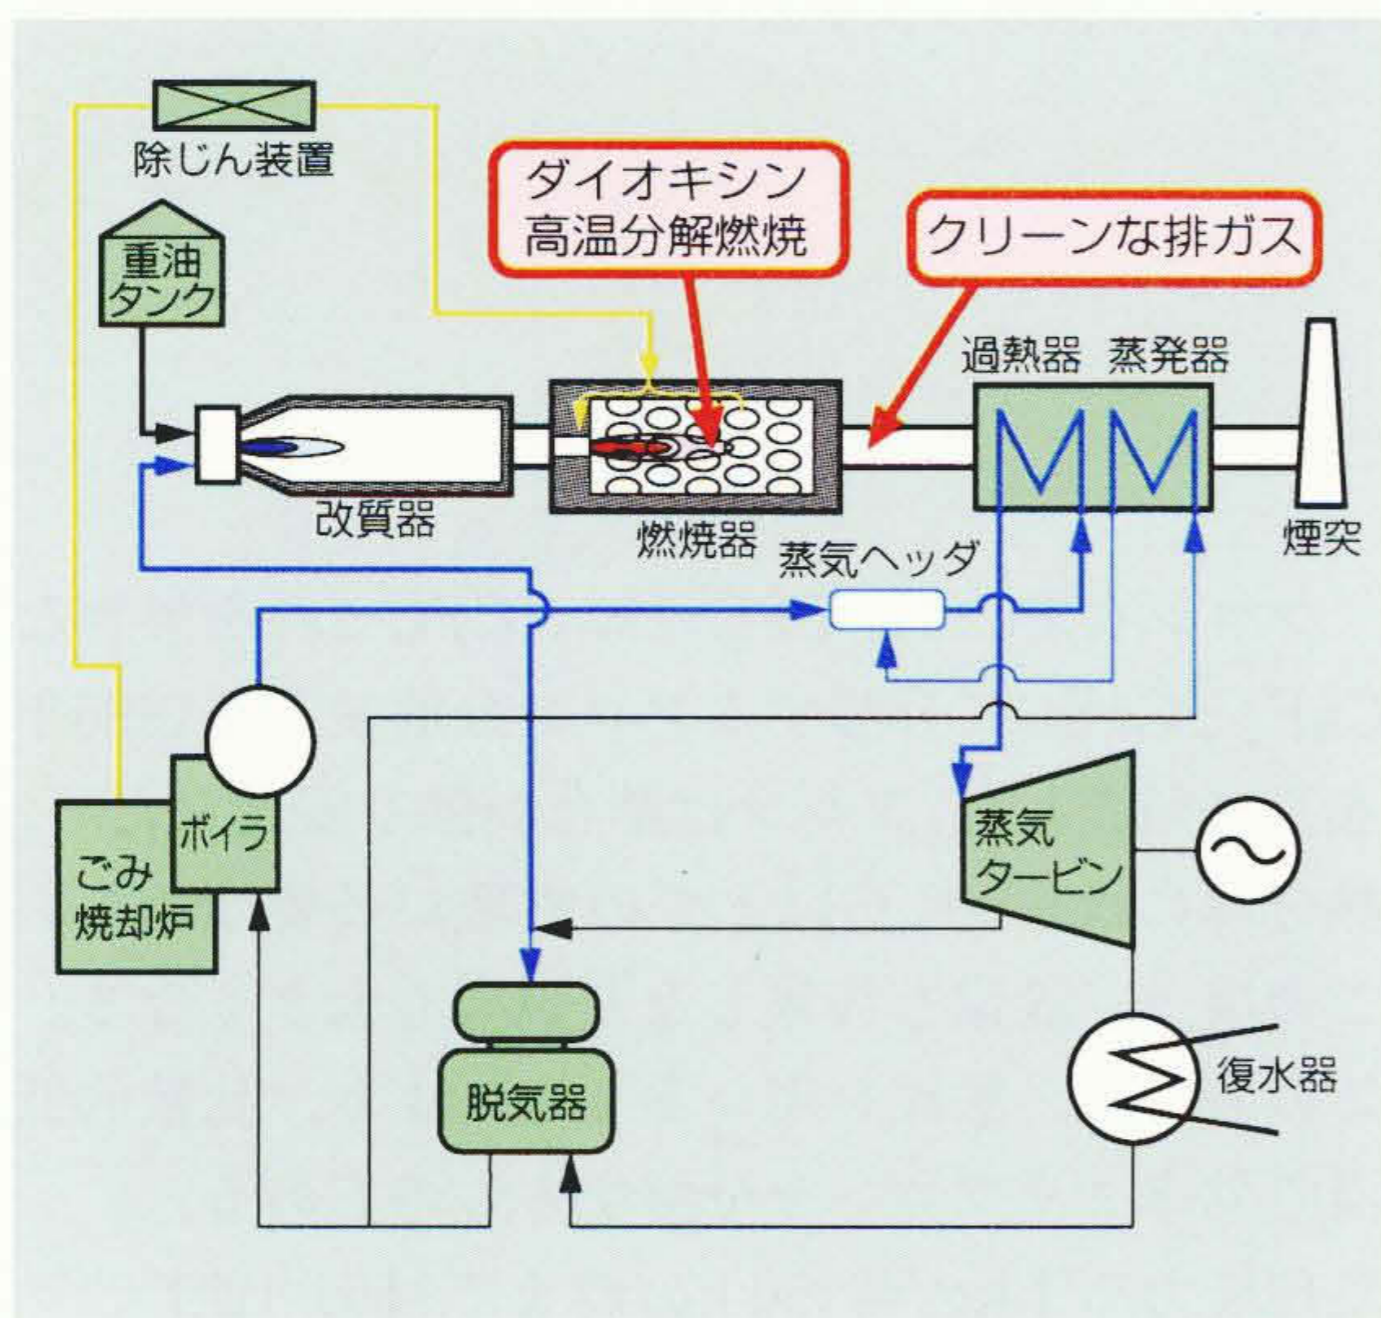 除じん装置
重油
タンク
ダイオキシン
高温分解燃焼
クリーンな排ガス
過熱器
蒸発器
改質器
燃焼器
煙突
蒸気ヘッダ
ボイラ
ごみ
焼却炉
蒸気
タービン
脱気器
復水器